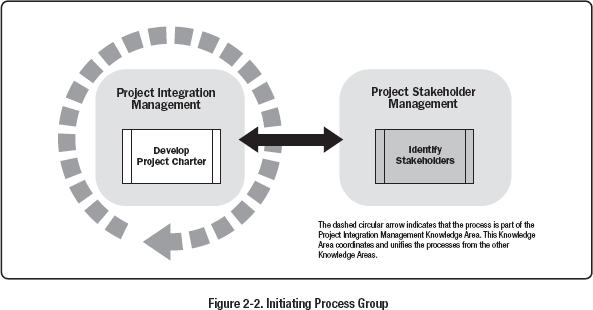 Project Integration
Management
Develop
Project Charter
Project Stakeholder
Management
Identify
Stakeholders
The dashed circular arrow indicates that the process is part of the
Project Integration Management Knowledge Area. This Knowledge
Area coordinates and unifies the processes from the other
Knowledge Areas.
Figure 2-2. Initiating Process Group